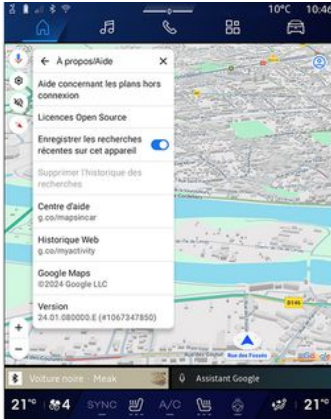 10°C 10:46
À propos/Aide
Aide concernant les plans hors
connexion
Licences Open Source
Enregistrer les recherches
récentes sur cet appareil
Supprimer l'historique des
recherches
Centre d'aide
g.co/mapsincar
Historique Web
g.co/myactivity
Google Maps
©2024 Google LLC
Version
24.01.080000.E (#1067347850)
D146
Rue des Fossés
Voiture noire · Meak
Assistant Google
21° 4 SYNC A/C 21°